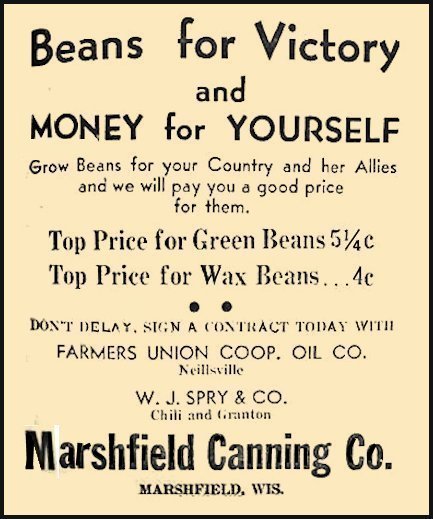 Beans for Victory
and
MONEY for YOURSELF
Grow Beans for your Country and her Allies
and we will pay you a good price
for them.
Top Price for Green Beans 5¼c
Top Price for Wax Beans...4c
DON'T DELAY, SIGN A CONTRACT TODAY WITH
FARMERS UNION COOP. OIL CO.
Neillsville
W. J. SPRY & CO.
Chili and Granton
Marshfield Canning Co.
MARSHFIELD, WIS.